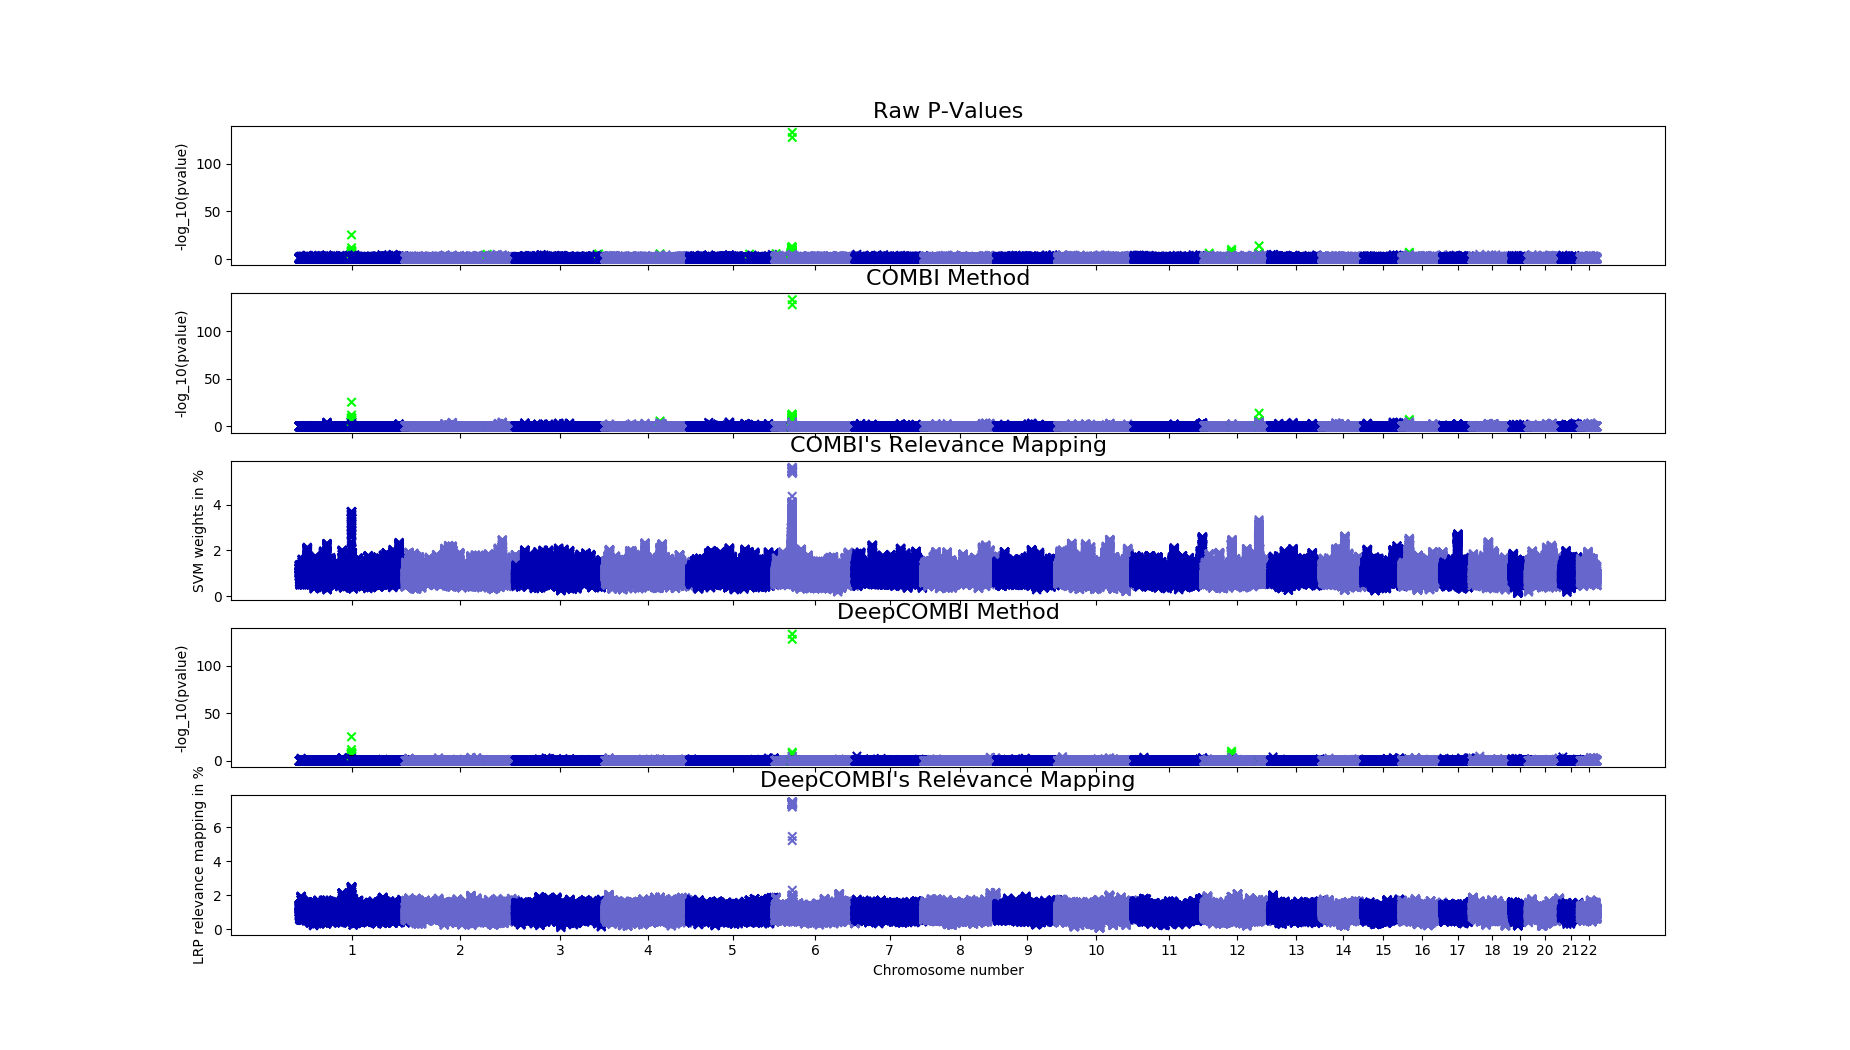 Raw P-Values
-log_10(pvalue)
100
50
0
COMBI Method
-log_10(pvalue)
100
50
0
COMBI's Relevance Mapping
SVM weights in %
4
2
0
DeepCOMBI Method
-log_10(pvalue)
100
50
0
DeepCOMBI's Relevance Mapping
LRP relevance mapping in %
6
4
2
0
1 2 3 4 5 6 7 8 9 10 11 12 13 14 15 16 17 18 19 20 21 22
Chromosome number